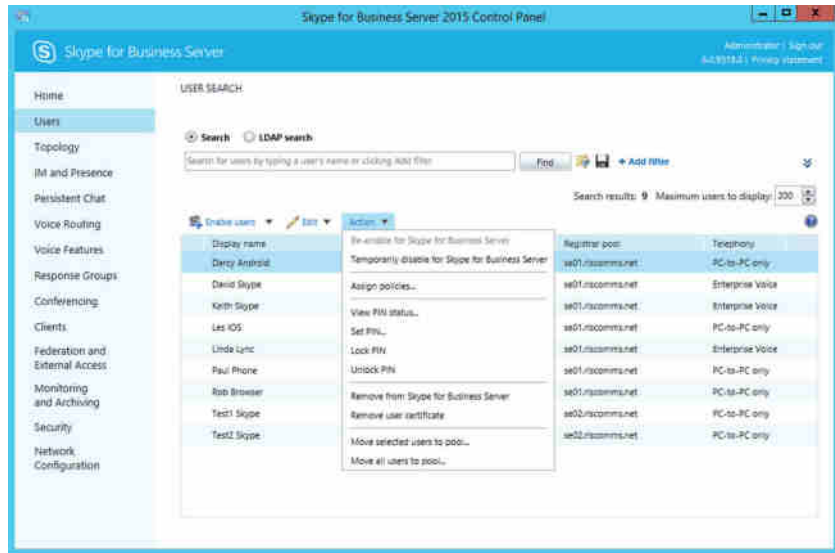 Skype for Business Server 2015 Control Panel
Skype for Business Server
Administrator | Sign out
Privacy statement
Home
Users
Topology
IM and Presence
Persistent Chat
Voice Routing
Voice Features
Response Groups
Conferencing
Clients
Federation and
External Access
Monitoring
and Archiving
Security
Network
Configuration
USER SEARCH
Search LDAP search
Search for users by typing a user's name or clicking Add filter
Find
Add filter
Search results: 9 Maximum users to display: 200
Enable users Edit Action
Display name Registrar pool Telephony
Darcy Android se01.riscomms.net PC-to-PC only
David Skype se01.riscomms.net Enterprise Voice
Keith Skype se01.riscomms.net Enterprise Voice
Les iOS se01.riscomms.net PC-to-PC only
Linda Lync se01.riscomms.net Enterprise Voice
Paul Phone se01.riscomms.net PC-to-PC only
Rob Browser se01.riscomms.net PC-to-PC only
Test1 Skype se02.riscomms.net PC-to-PC only
Test2 Skype se02.riscomms.net PC-to-PC only
Re-enable for Skype for Business Server
Temporarily disable for Skype for Business Server
Assign policies...
View PIN status...
Set PIN...
Lock PIN
Unlock PIN
Remove from Skype for Business Server
Remove user certificate
Move selected users to pool...
Move all users to pool...